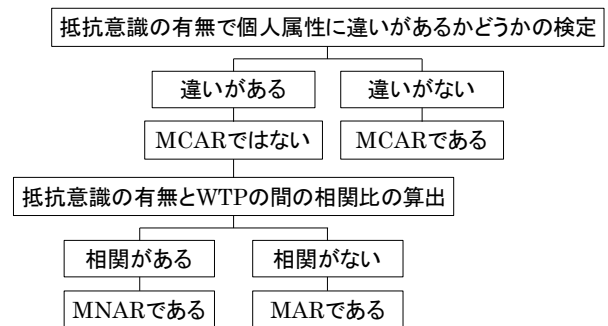 抵抗意識の有無で個人属性に違いがあるかどうかの検定
違いがある
違いがない
MCARではない
MCARである
抵抗意識の有無とWTPの間の相関比の算出
相関がある
相関がない
MNARである
MARである